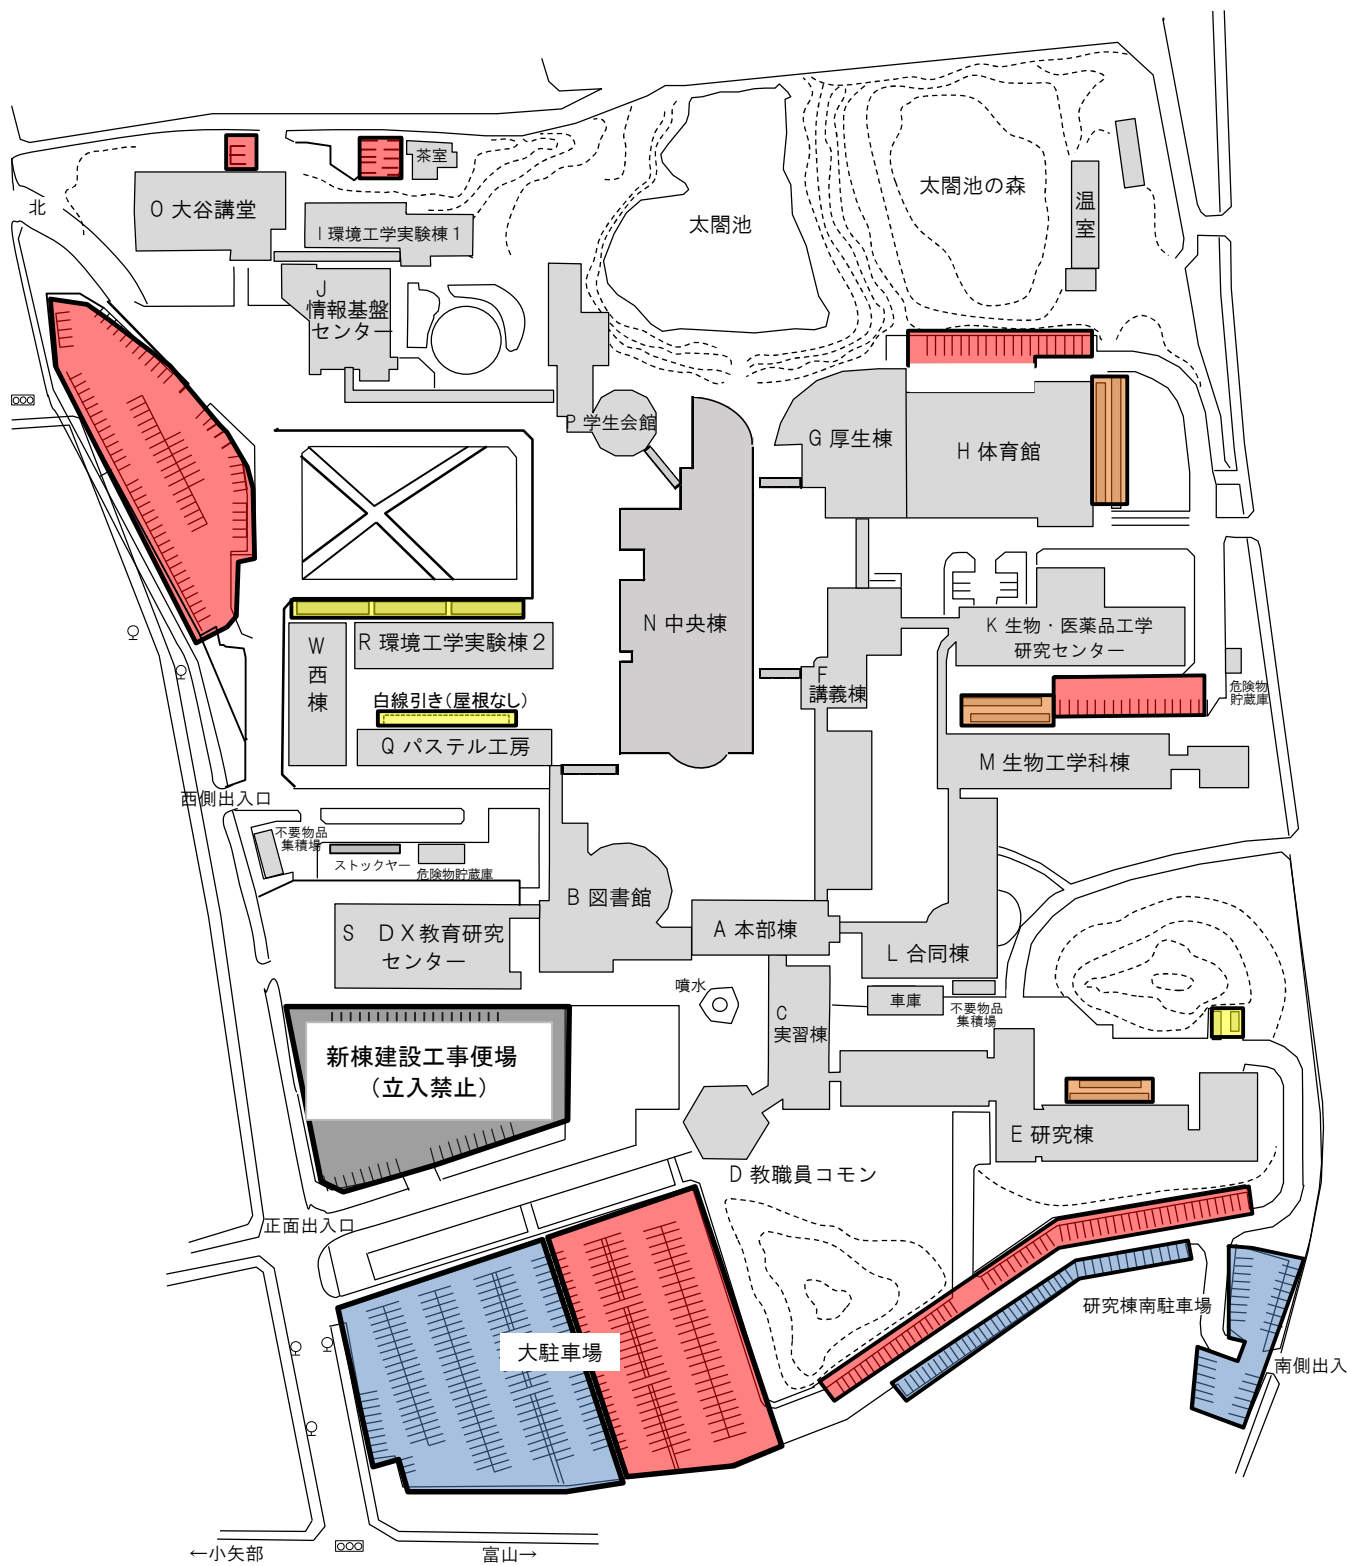 茶室
北
O 大谷講堂
I 環境工学実験棟1
太閤池
太閤池の森
温室
J
情報基盤
センター
P 学生会館
G 厚生棟
H 体育館
N 中央棟
W
西
棟
R 環境工学実験棟2
白線引き(屋根なし)
Q パステル工房
K 生物・医薬品工学
研究センター
F
講義棟
危険物
貯蔵庫
M 生物工学科棟
西側出入口
不要物品
集積場
ストックヤー
危険物貯蔵庫
B 図書館
A 本部棟
S DX教育研究
センター
L 合同棟
噴水
車庫
不要物品
集積場
C
実習棟
新棟建設工事便場
(立入禁止)
E 研究棟
D 教職員コモン
正面出入口
研究棟南駐車場
大駐車場
南側出入
←小矢部
富山→